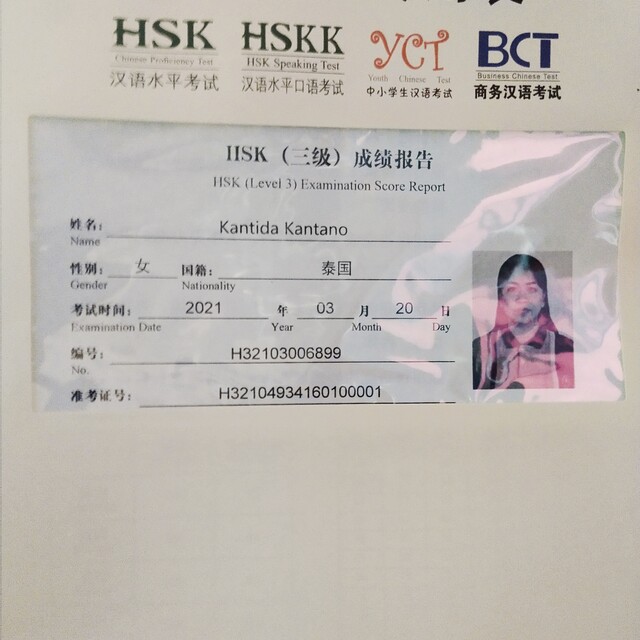 HSK HSKK YCT BCT
Chinese Proficiency Test HSK Speaking Test Youth Chinese Test Business Chinese Test
汉语水平考试 汉语水平口语考试 中小学生汉语考试 商务汉语考试
HSK（三级）成绩报告
HSK (Level 3) Examination Score Report
姓名： Kantida Kantano
Name
性别： 女 国籍： 泰国
Gender Nationality
考试时间： 2021 年 03 月 20 日
Examination Date Year Month Day
编号： H32103006899
No.
准考证号： H32104934160100001